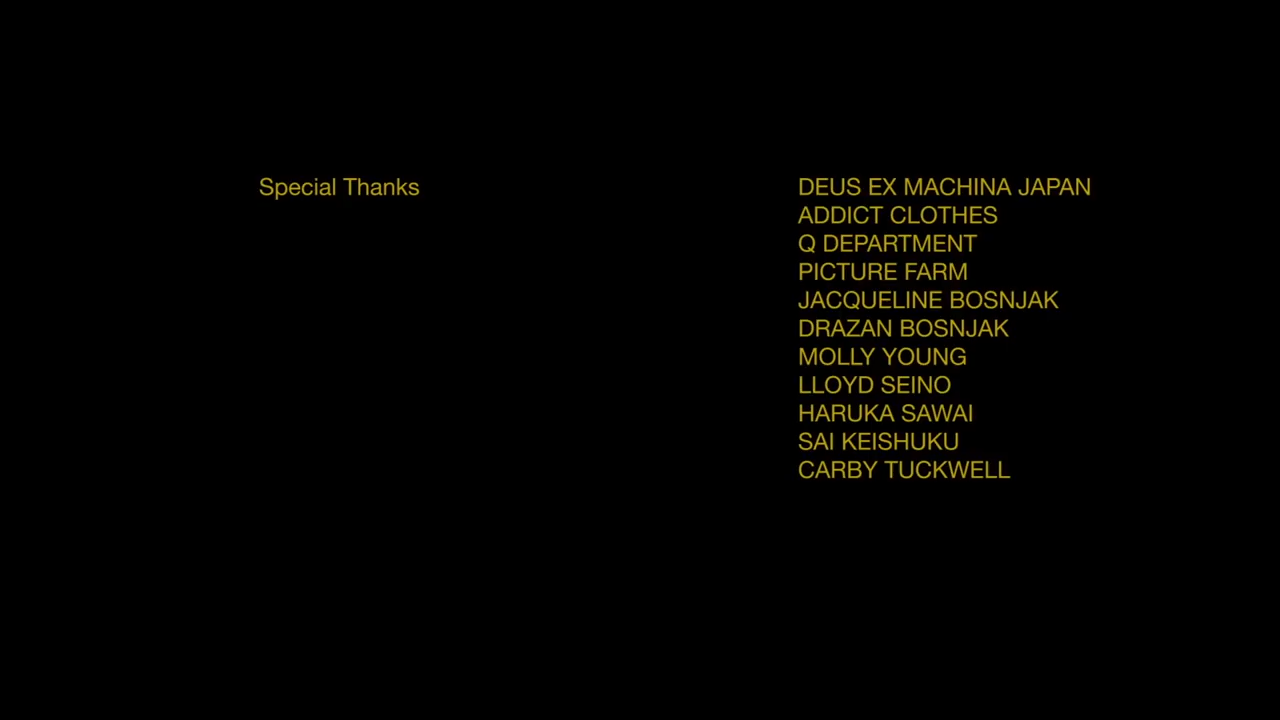 Special Thanks
DEUS EX MACHINA JAPAN
ADDICT CLOTHES
Q DEPARTMENT
PICTURE FARM
JACQUELINE BOSNJAK
DRAZAN BOSNJAK
MOLLY YOUNG
LLOYD SEINO
HARUKA SAWAI
SAI KEISHUKU
CARBY TUCKWELL